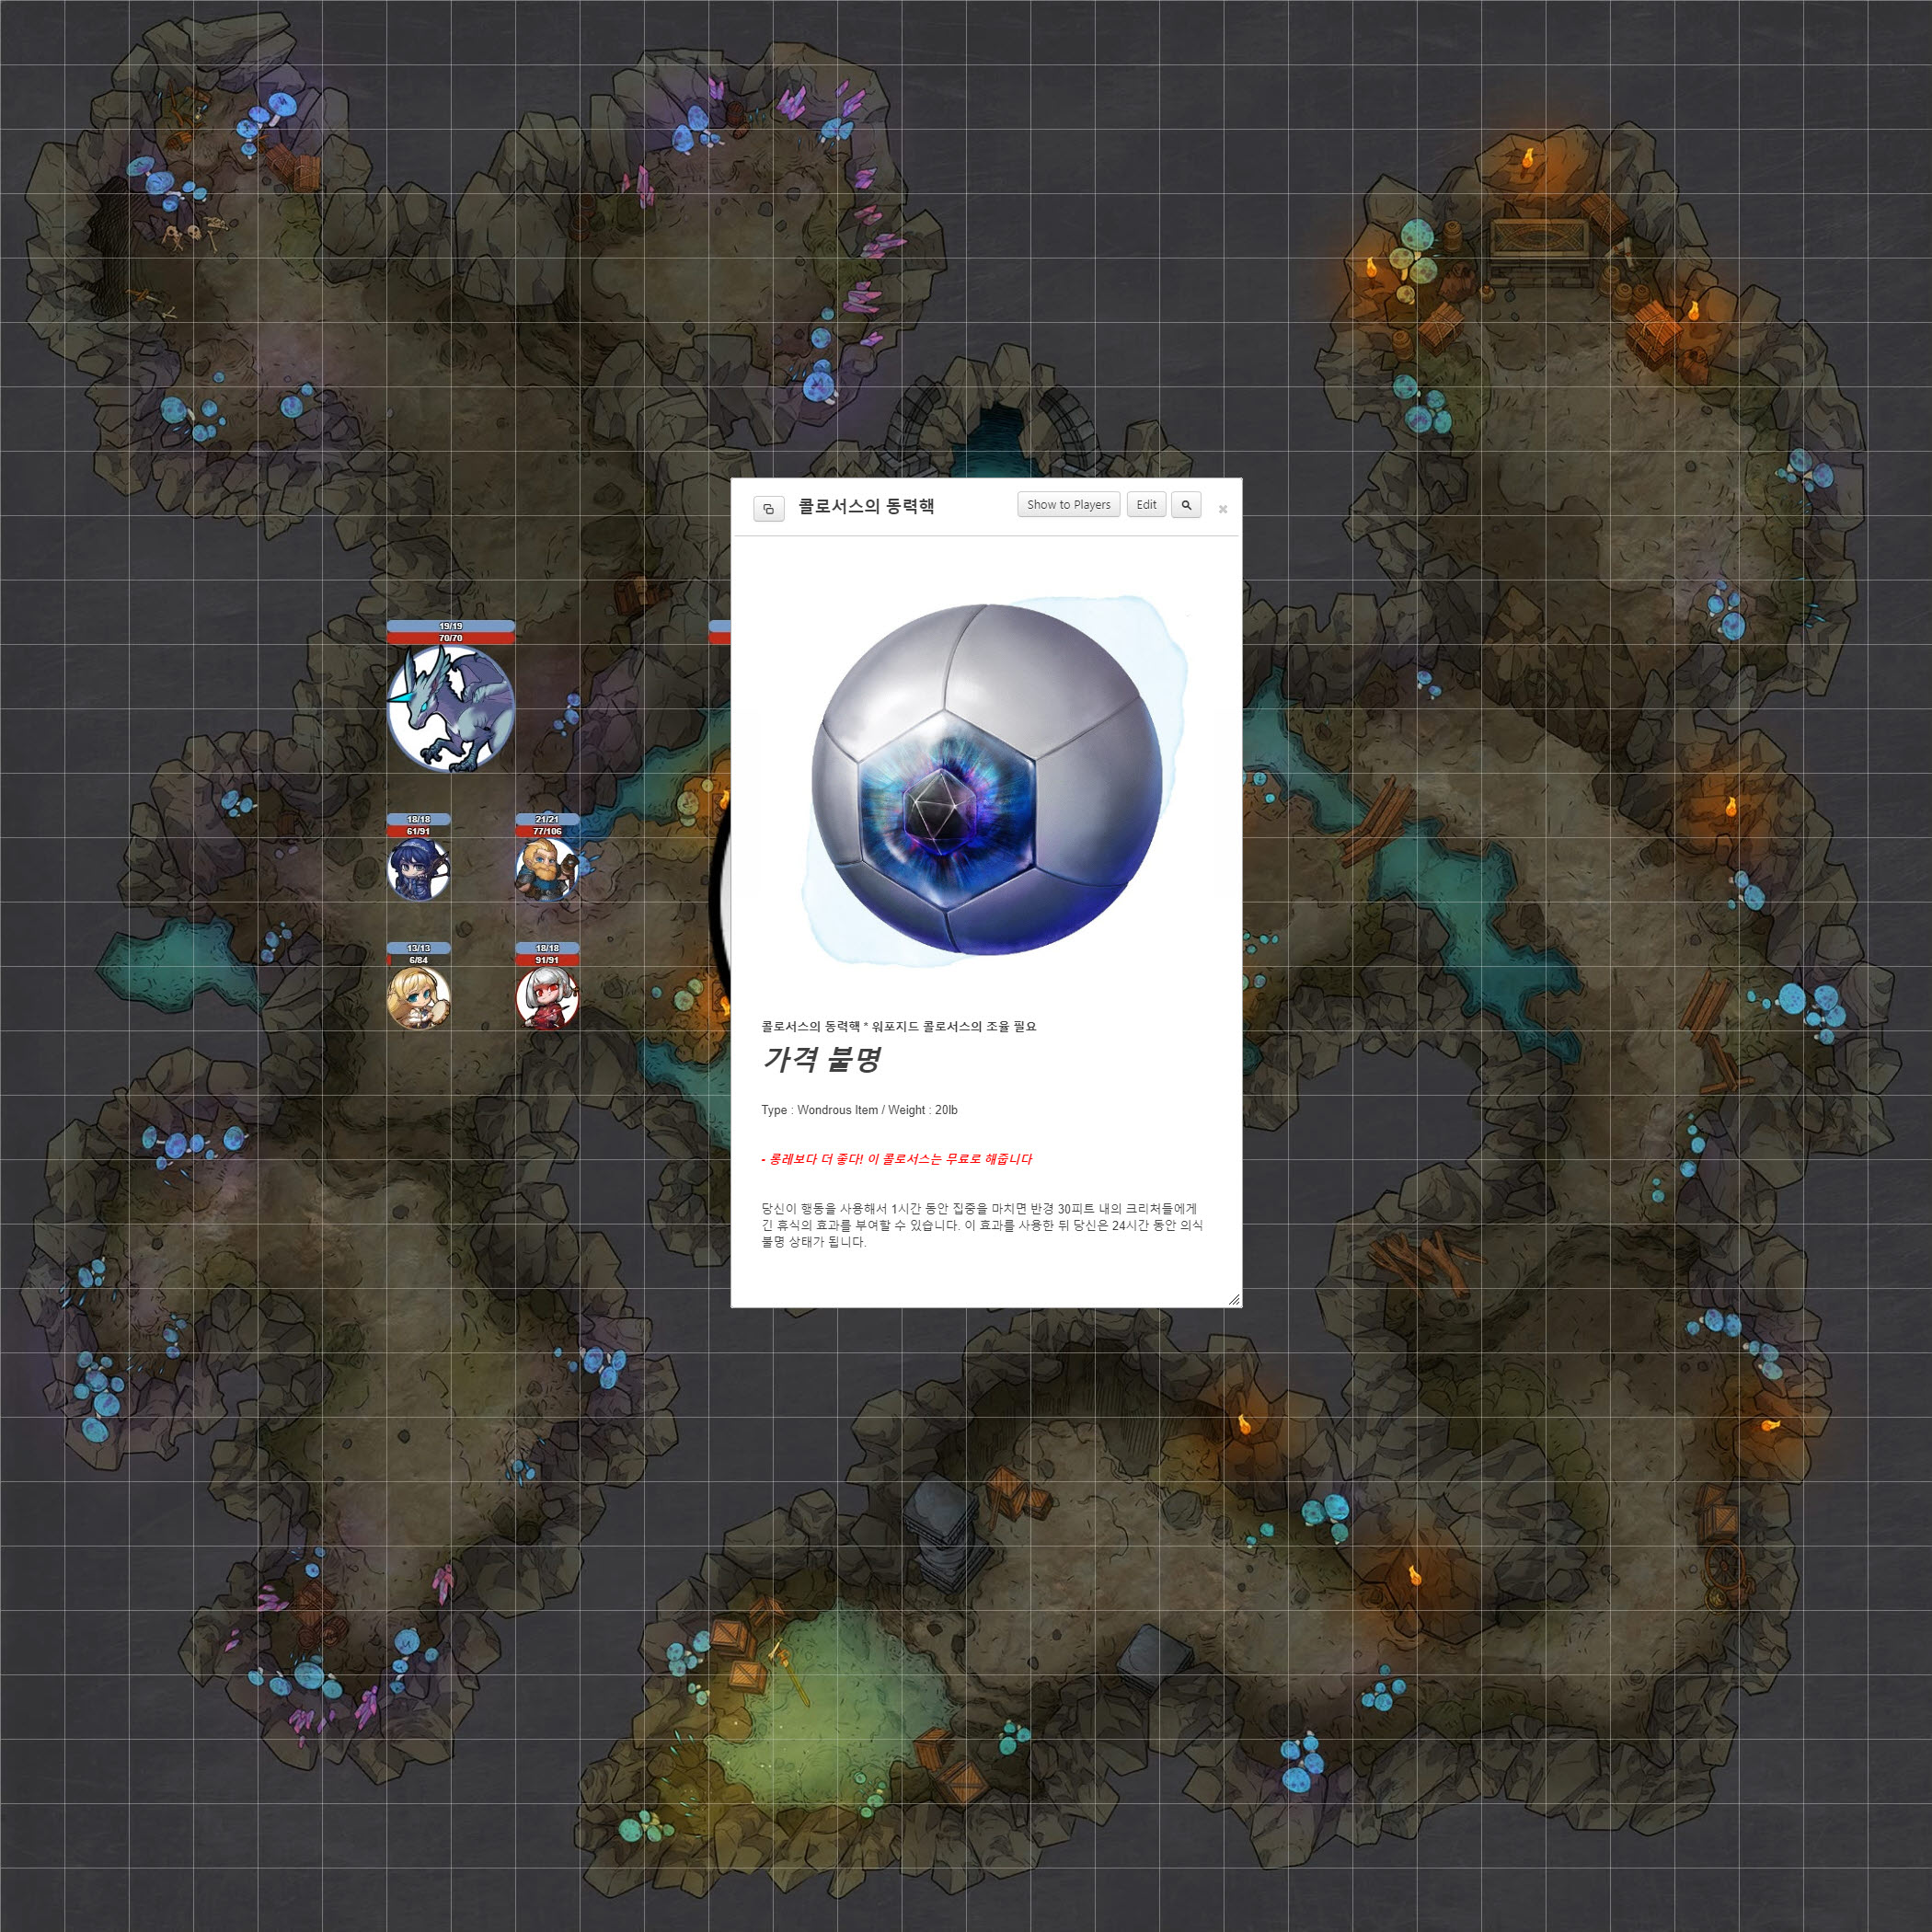 콜로서스의 동력핵
Show to Players
Edit
19/19
70/70
18/18
61/91
21/21
77/106
13/13
6/84
18/18
91/91
콜로서스의 동력핵 * 워포지드 콜로서스의 조율 필요
가격 불명
Type : Wondrous Item / Weight : 20lb
- 롱레보다 더 좋다! 이 콜로서스는 무료로 해줍니다
당신이 행동을 사용해서 1시간 동안 집중을 마치면 반경 30피트 내의 크리처들에게
긴 휴식의 효과를 부여할 수 있습니다. 이 효과를 사용한 뒤 당신은 24시간 동안 의식
불명 상태가 됩니다.